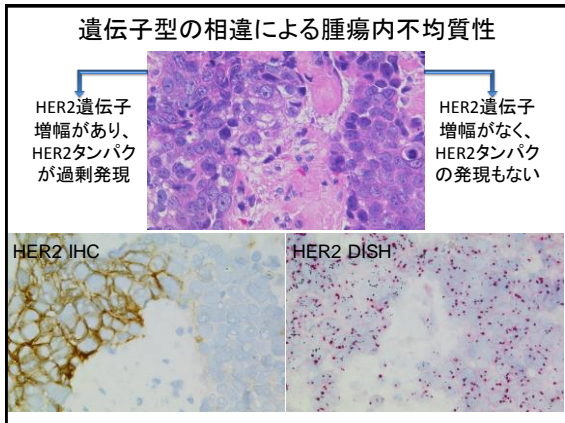 遺伝子型の相違による腫瘍内不均質性
HER2遺伝子
増幅があり、
HER2タンパク
が過剰発現
HER2遺伝子
増幅がなく、
HER2タンパク
の発現もない
HER2 IHC
HER2 DISH